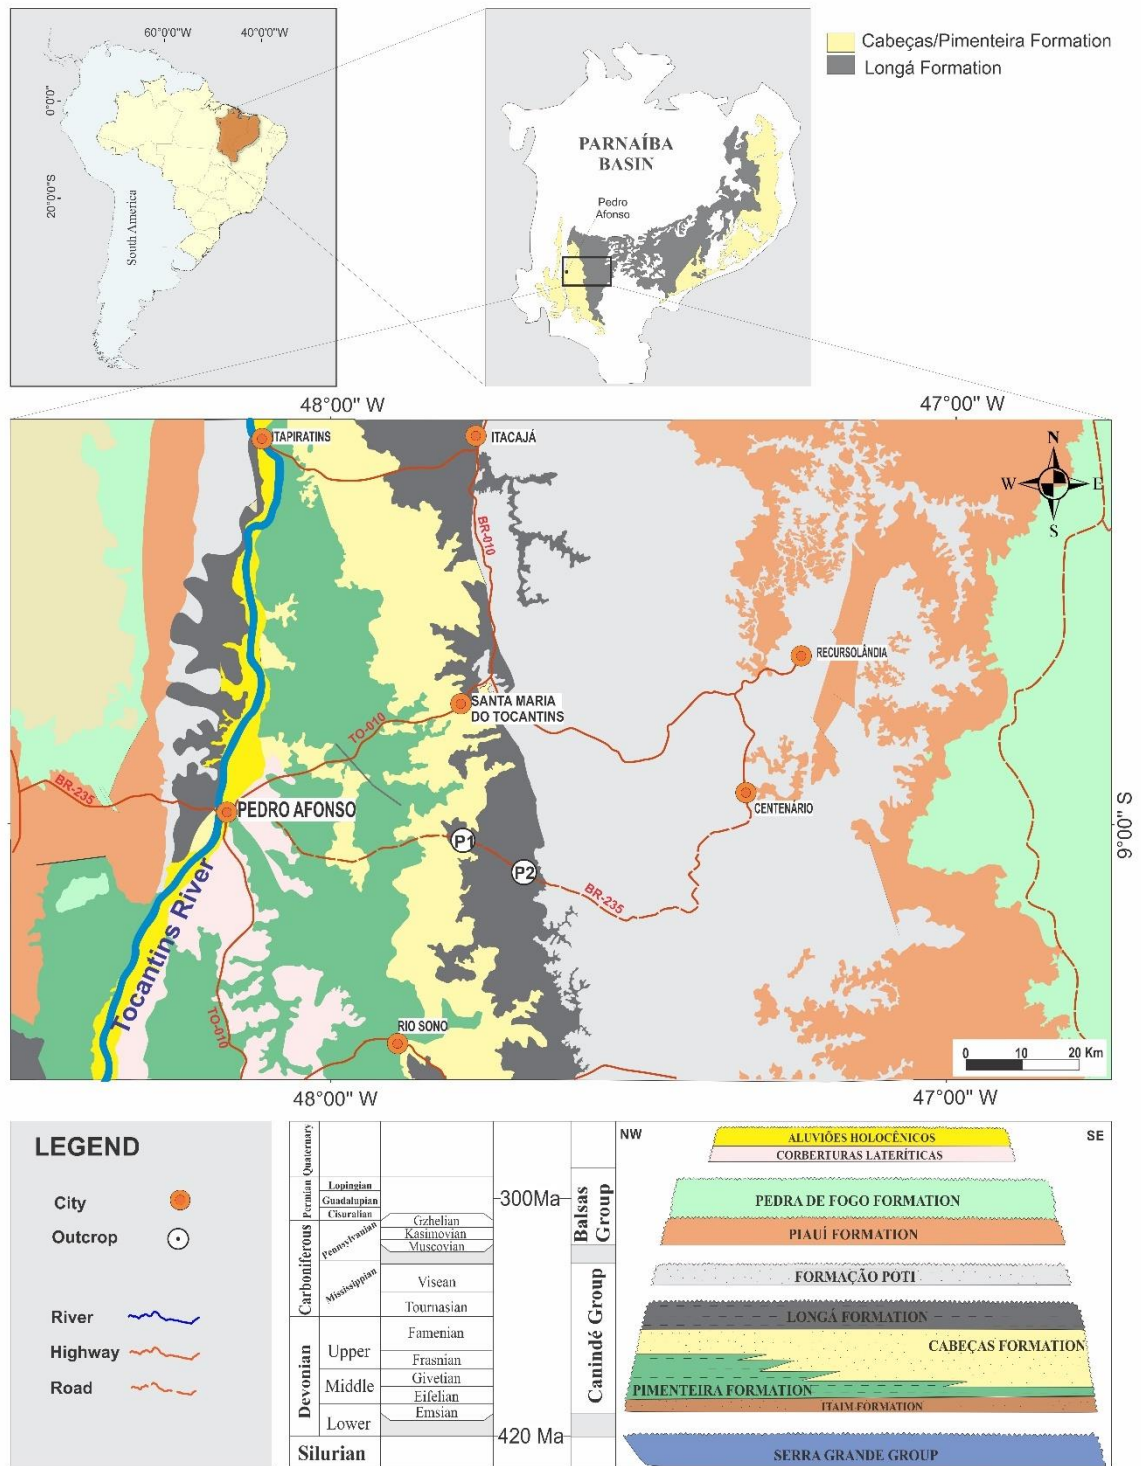 60°0'0"W
40°0'0"W
0°0'0"
20°0'0"S
South America
PARNAÍBA
BASIN
Pedro
Afonso
Cabeças/Pimenteira Formation
Longá Formation
48°00" W
47°00" W
ITAPIRATINS
ITACAJÁ
N
W
E
S
BR-010
RECURSOLÂNDIA
SANTA MARIA
DO TOCANTINS
TO-010
BR-235
PEDRO AFONSO
CENTENÁRIO
9°00" S
P1
P2
BR-235
Tocantins River
TO-010
RIO SONO
0 10 20 Km
48°00" W
47°00" W
LEGEND
City
Outcrop
River
Highway
Road
Quaternary
Permian
Lopingian
Guadalupian
Cisuralian
Carboniferous
Pennsylvanian
Gzhelian
Kasimovian
Muscovian
Mississippian
Visean
Tournasian
Devonian
Upper
Famenian
Frasnian
Middle
Givetian
Eifelian
Lower
Emsian
Silurian
300Ma
420 Ma
Balsas
Group
Canindé Group
NW
SE
ALUVIÕES HOLOCÊNICOS
CORBERTURAS LATERÍTICAS
PEDRA DE FOGO FORMATION
PIAUÍ FORMATION
FORMAÇÃO POTI
LONGÁ FORMATION
CABEÇAS FORMATION
PIMENTEIRA FORMATION
ITAIM FORMATION
SERRA GRANDE GROUP